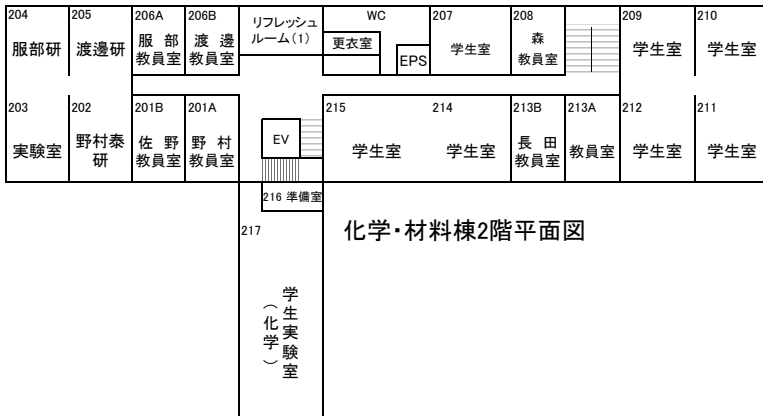 204
服部研
205
渡邊研
206A
服 部
教員室
206B
渡 邊
教員室
リフレッシュ
ルーム(1)
WC
更衣室
EPS
207
学生室
208
森
教員室
209
学生室
210
学生室
203
実験室
202
野村泰
研
201B
佐 野
教員室
201A
野 村
教員室
EV
215
学生室
214
学生室
213B
長 田
教員室
213A
教員室
212
学生室
211
学生室
216 準備室
217
化学・材料棟2階平面図
学生実験室
(化学)